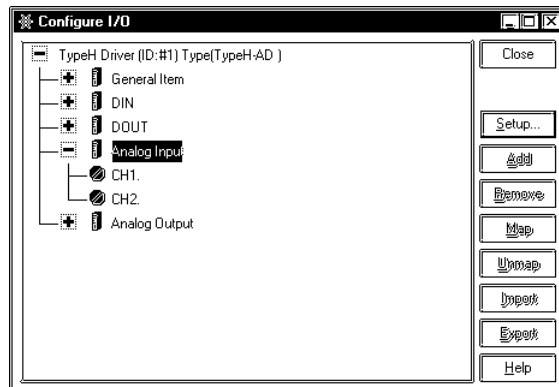 Configure I/O
TypeH Driver (ID:#1) Type(TypeH-AD )
General Item
DIN
DOUT
Analog Input
CH1.
CH2.
Analog Output
Close
Setup...
Add
Remove
Map
Unmap
Import
Export
Help